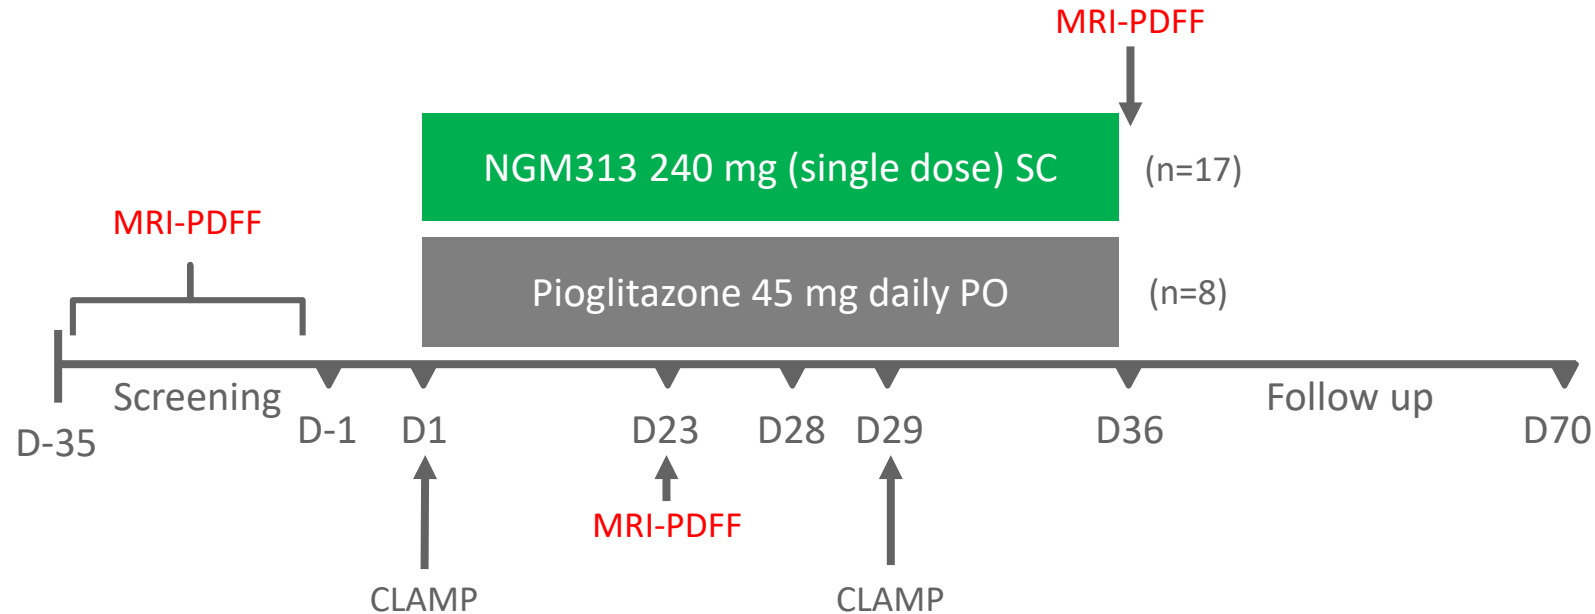 MRI-PDFF
NGM313 240 mg (single dose) SC
(n=17)
MRI-PDFF
Pioglitazone 45 mg daily PO
(n=8)
Screening
Follow up
D-35
D-1
D1
D23
D28
D29
D36
D70
MRI-PDFF
CLAMP
CLAMP